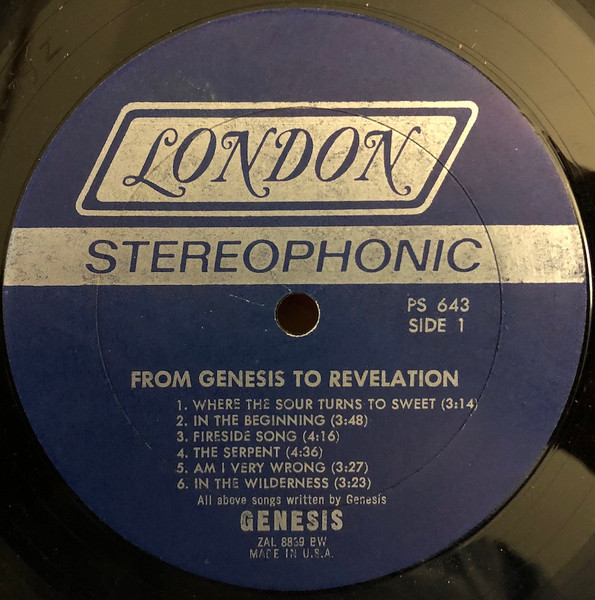 LONDON
STEREOPHONIC
PS 643
SIDE 1
FROM GENESIS TO REVELATION
1. WHERE THE SOUR TURNS TO SWEET (3:14)
2. IN THE BEGINNING (3:48)
3. FIRESIDE SONG (4:16)
4. THE SERPENT (4:36)
5. AM I VERY WRONG (3:27)
6. IN THE WILDERNESS (3:23)
All above songs written by Genesis
GENESIS
ZAL 8839 BW
MADE IN U.S.A.